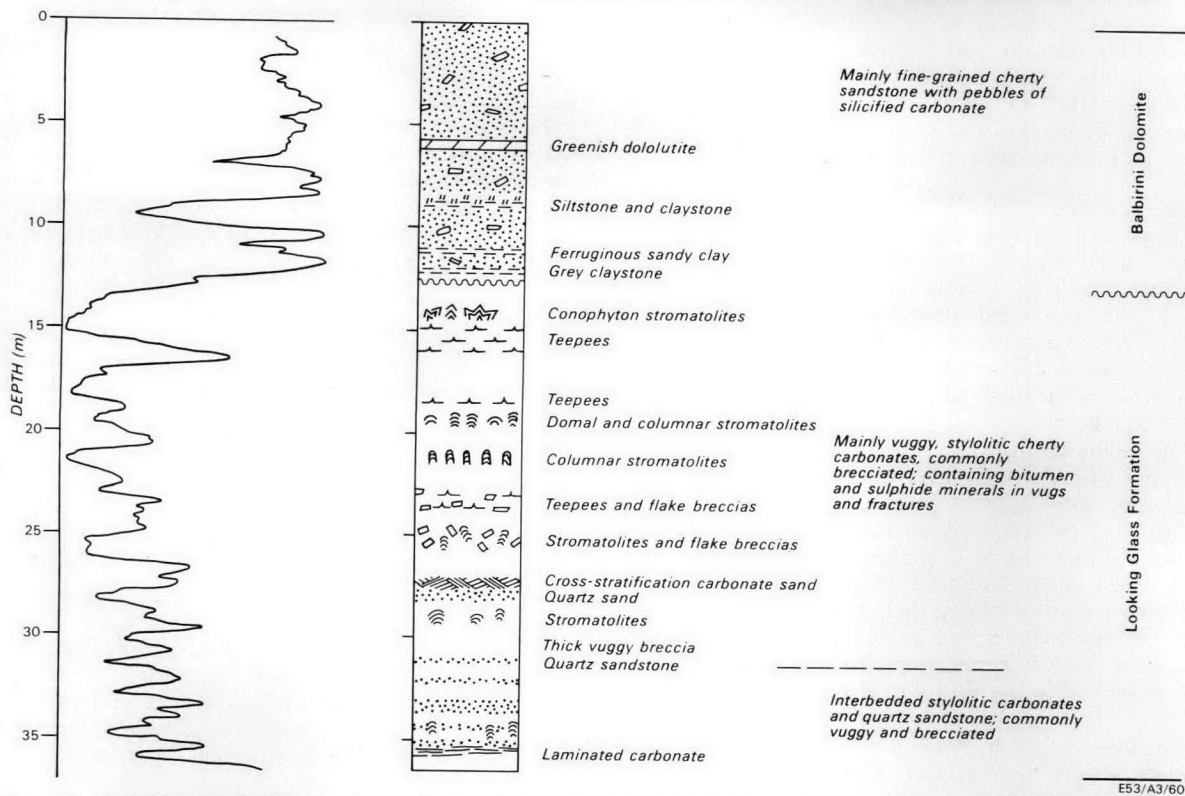 0
5
10
15
20
25
30
35
DEPTH (m)
Greenish dololutite
Siltstone and claystone
Ferruginous sandy clay
Grey claystone
Conophyton stromatolites
Teepees
Teepees
Domal and columnar stromatolites
Columnar stromatolites
Teepees and flake breccias
Stromatolites and flake breccias
Cross-stratification carbonate sand
Quartz sand
Stromatolites
Thick vuggy breccia
Quartz sandstone
Laminated carbonate
Mainly fine-grained cherty
sandstone with pebbles of
silicified carbonate
Mainly vuggy, stylolitic cherty
carbonates, commonly
brecciated; containing bitumen
and sulphide minerals in vugs
and fractures
Interbedded stylolitic carbonates
and quartz sandstone; commonly
vuggy and brecciated
Balbirini Dolomite
Looking Glass Formation
E53/A3/60